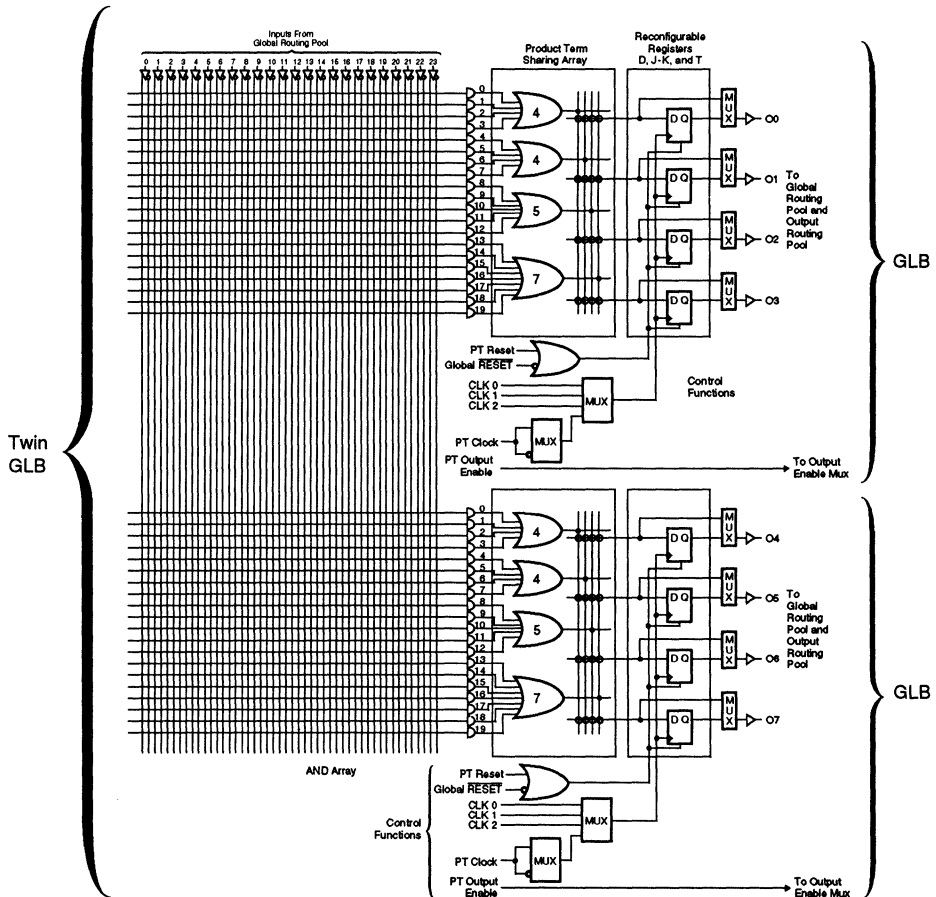 Inputs From
Global Routing Pool
0 1 2 3 4 5 6 7 8 9 10 11 12 13 14 15 16 17 18 19 20 21 22 23
Product Term
Sharing Array
Reconfigurable
Registers
D, J-K, and T
0
1
2
3
4
5
6
7
8
9
10
11
12
13
14
15
16
17
18
19
4
4
5
7
D Q
D Q
D Q
D Q
MUX
MUX
MUX
MUX
O0
O1
O2
O3
To
Global
Routing
Pool and
Output
Routing
Pool
GLB
PT Reset
Global RESET
CLK 0
CLK 1
CLK 2
MUX
PT Clock
MUX
Control
Functions
PT Output
Enable
To Output
Enable Mux
Twin
GLB
0
1
2
3
4
5
6
7
8
9
10
11
12
13
14
15
16
17
18
19
4
4
5
7
D Q
D Q
D Q
D Q
MUX
MUX
MUX
MUX
O4
O5
O6
O7
To
Global
Routing
Pool and
Output
Routing
Pool
GLB
AND Array
Control
Functions
PT Reset
Global RESET
CLK 0
CLK 1
CLK 2
MUX
PT Clock
MUX
PT Output
Enable
To Output
Enable Mux